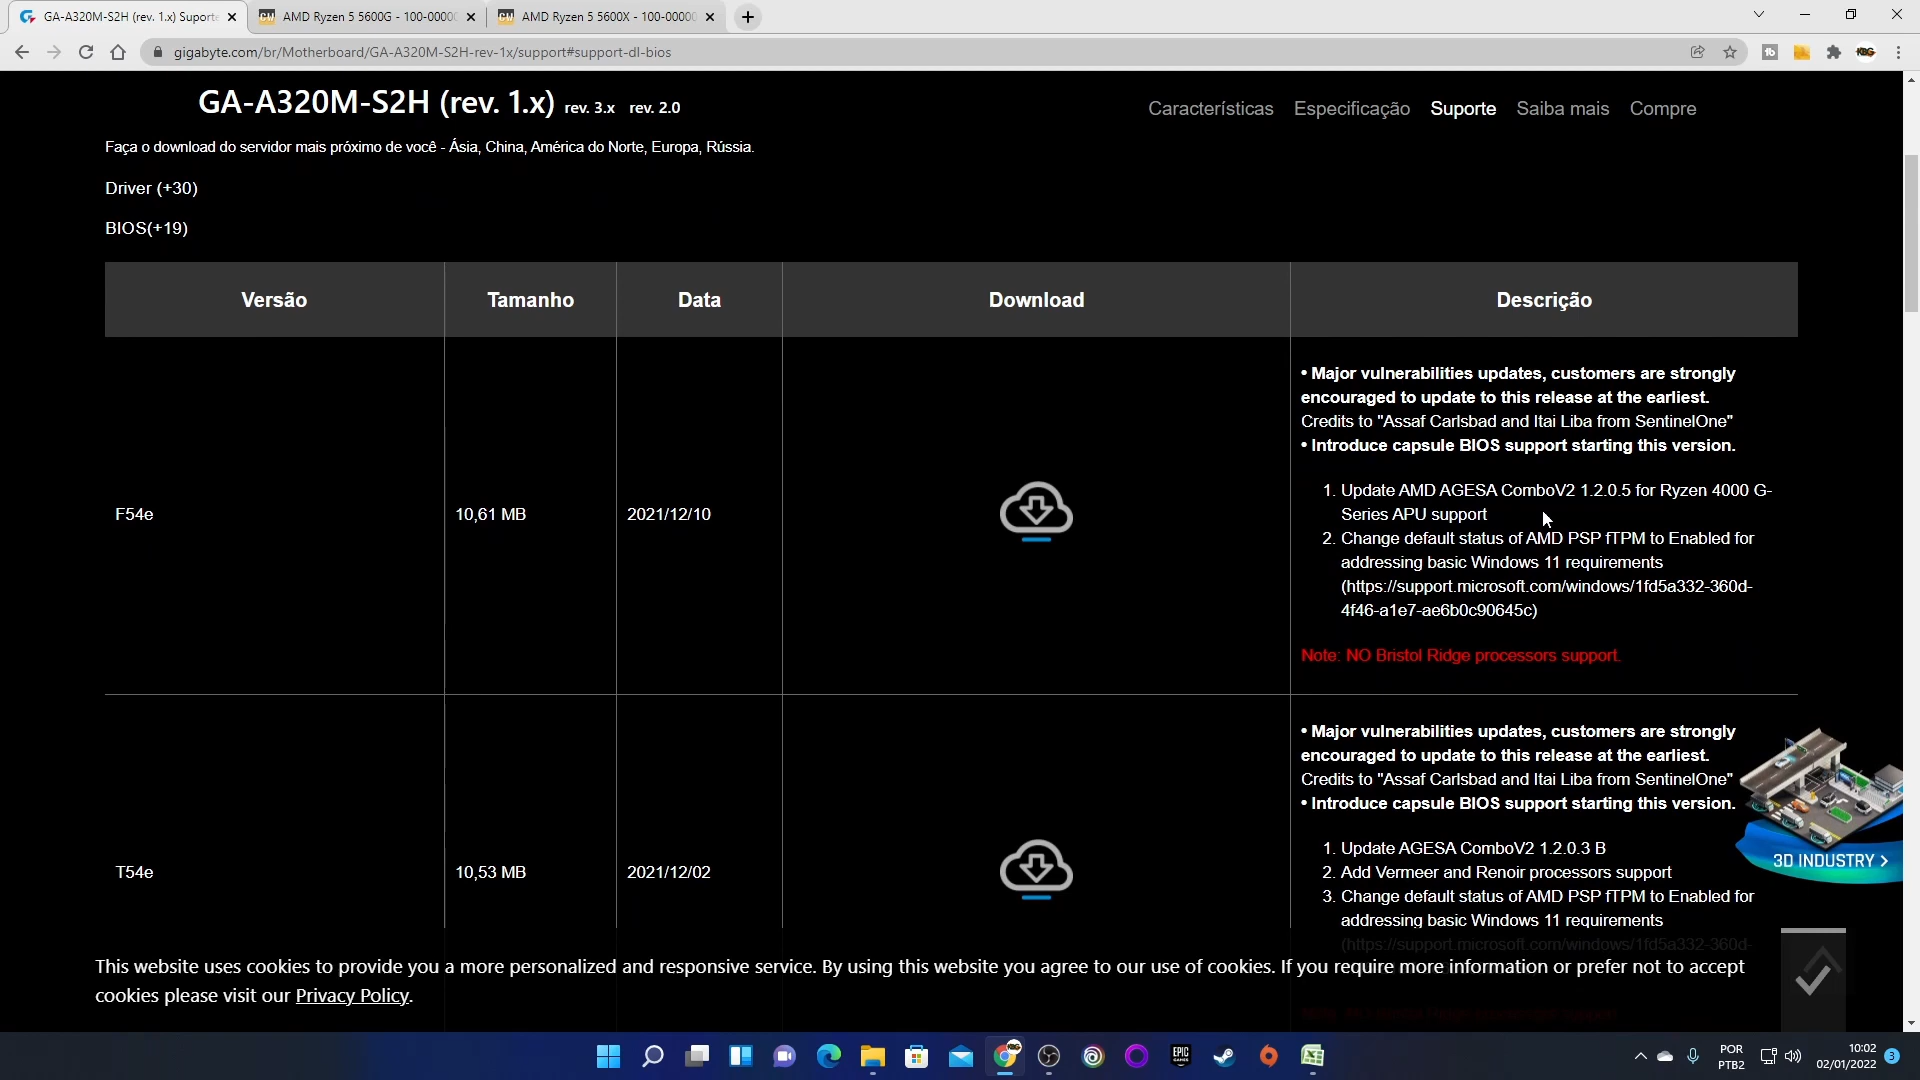 GA-A320M-S2H (rev. 1.x) Suporte
AMD Ryzen 5 5600G - 100-0000
AMD Ryzen 5 5600X - 100-00000
gigabyte.com/br/Motherboard/GA-A320M-S2H-rev-1x/support#support-dl-bios
GA-A320M-S2H (rev. 1.x) rev. 3.x rev. 2.0
Características Especificação Suporte Saiba mais Compre
Faça o download do servidor mais próximo de você - Ásia, China, América do Norte, Europa, Rússia.
Driver (+30)
BIOS(+19)
Versão Tamanho Data Download Descrição
• Major vulnerabilities updates, customers are strongly
encouraged to update to this release at the earliest.
Credits to "Assaf Carlsbad and Itai Liba from SentinelOne"
• Introduce capsule BIOS support starting this version.
1. Update AMD AGESA ComboV2 1.2.0.5 for Ryzen 4000 G-
Series APU support
F54e 10,61 MB 2021/12/10
2. Change default status of AMD PSP fTPM to Enabled for
addressing basic Windows 11 requirements
(https://support.microsoft.com/windows/1fd5a332-360d-
4f46-a1e7-ae6b0c90645c)
Note: NO Bristol Ridge processors support.
• Major vulnerabilities updates, customers are strongly
encouraged to update to this release at the earliest.
Credits to "Assaf Carlsbad and Itai Liba from SentinelOne"
• Introduce capsule BIOS support starting this version.
1. Update AGESA ComboV2 1.2.0.3 B
T54e 10,53 MB 2021/12/02
2. Add Vermeer and Renoir processors support
3. Change default status of AMD PSP fTPM to Enabled for
addressing basic Windows 11 requirements
(https://support.microsoft.com/windows/1fd5a332-360d-
3D INDUSTRY >
This website uses cookies to provide you a more personalized and responsive service. By using this website you agree to our use of cookies. If you require more information or prefer not to accept
cookies please visit our Privacy Policy.
EPIC
GAMES
POR
PTB2
10:02
02/01/2022
3